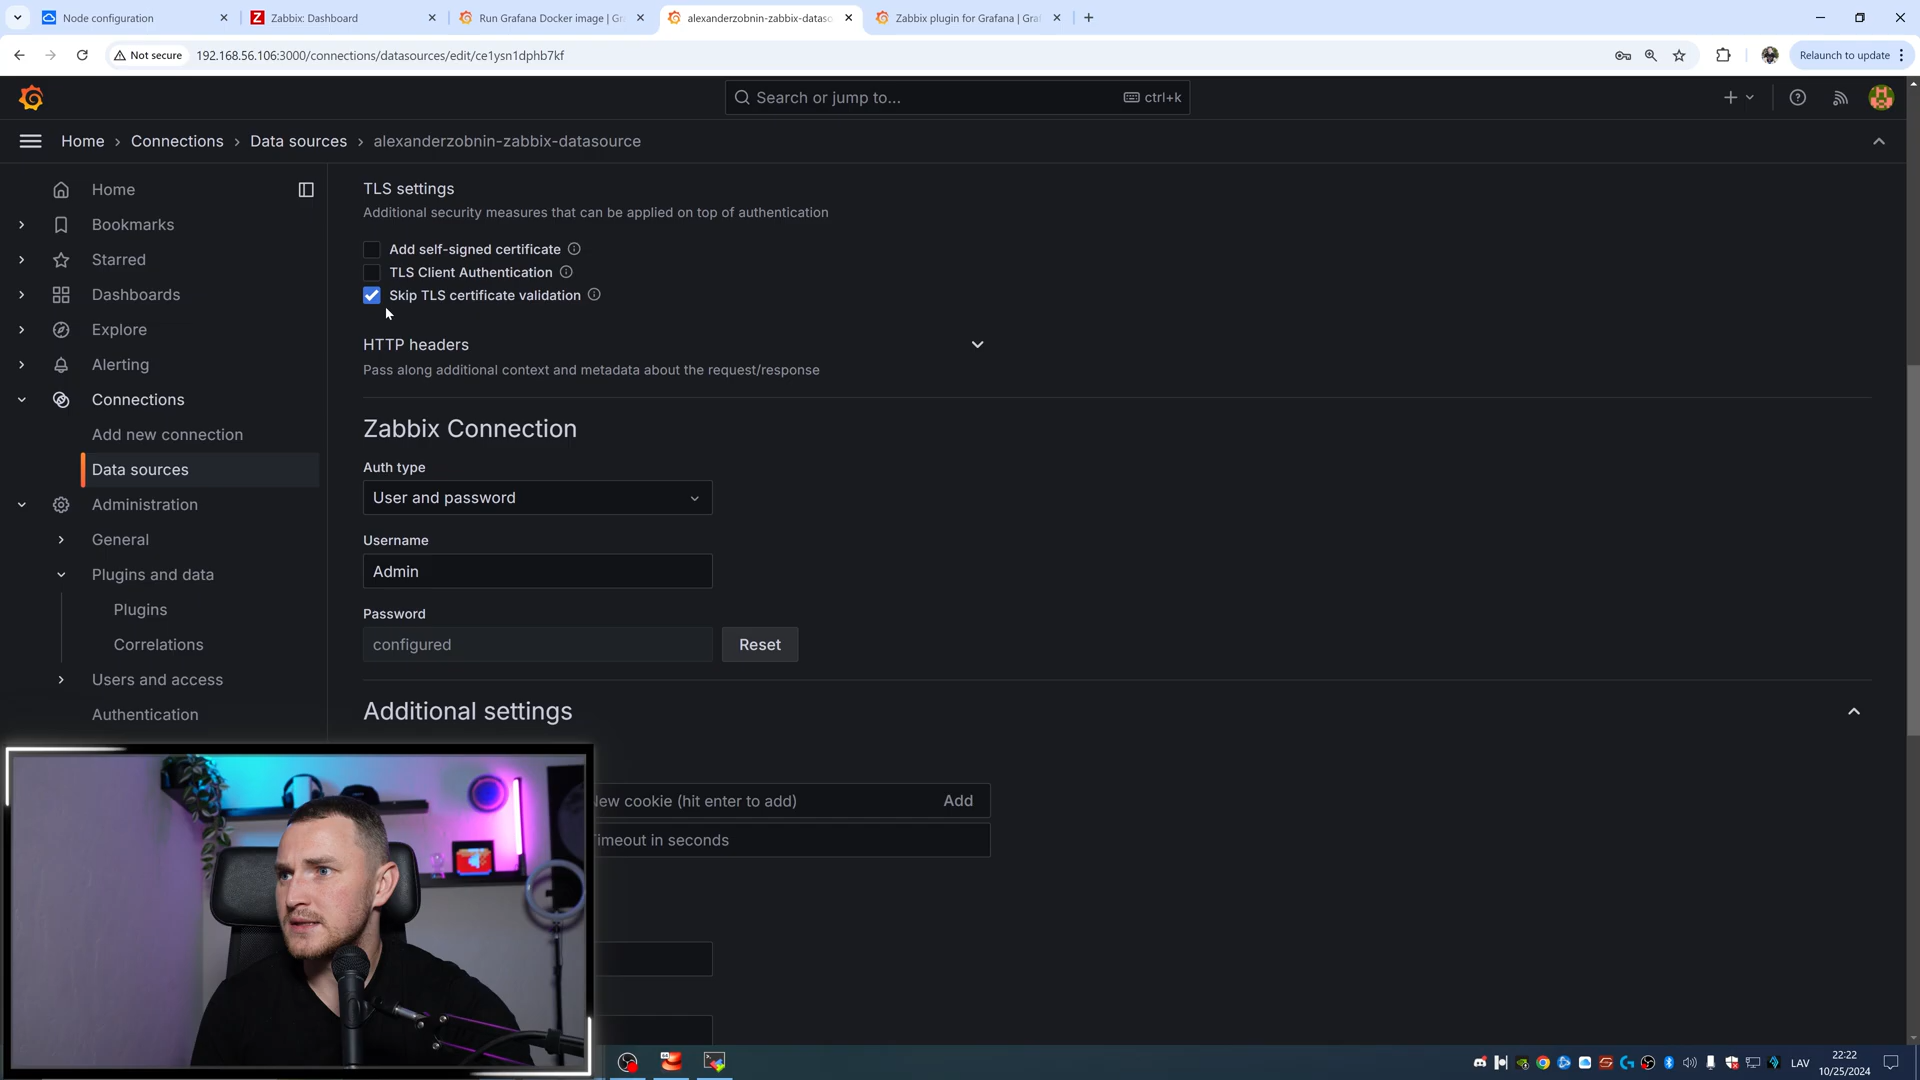 Node configuration
Zabbix: Dashboard
Run Grafana Docker image | Gr
alexanderzobnin-zabbix-dataso
Zabbix plugin for Grafana | Gra
Not secure
192.168.56.106:3000/connections/datasources/edit/ce1ysn1dphb7kf
Relaunch to update
Search or jump to...
ctrl+k
Home › Connections › Data sources › alexanderzobnin-zabbix-datasource
Home
Bookmarks
Starred
Dashboards
Explore
Alerting
Connections
Add new connection
Data sources
Administration
General
Plugins and data
Plugins
Correlations
Users and access
Authentication
TLS settings
Additional security measures that can be applied on top of authentication
Add self-signed certificate
TLS Client Authentication
Skip TLS certificate validation
HTTP headers
Pass along additional context and metadata about the request/response
Zabbix Connection
Auth type
User and password
Username
Admin
Password
configured
Reset
Additional settings
New cookie (hit enter to add)
Add
Timeout in seconds
LAV
22:22
10/25/2024